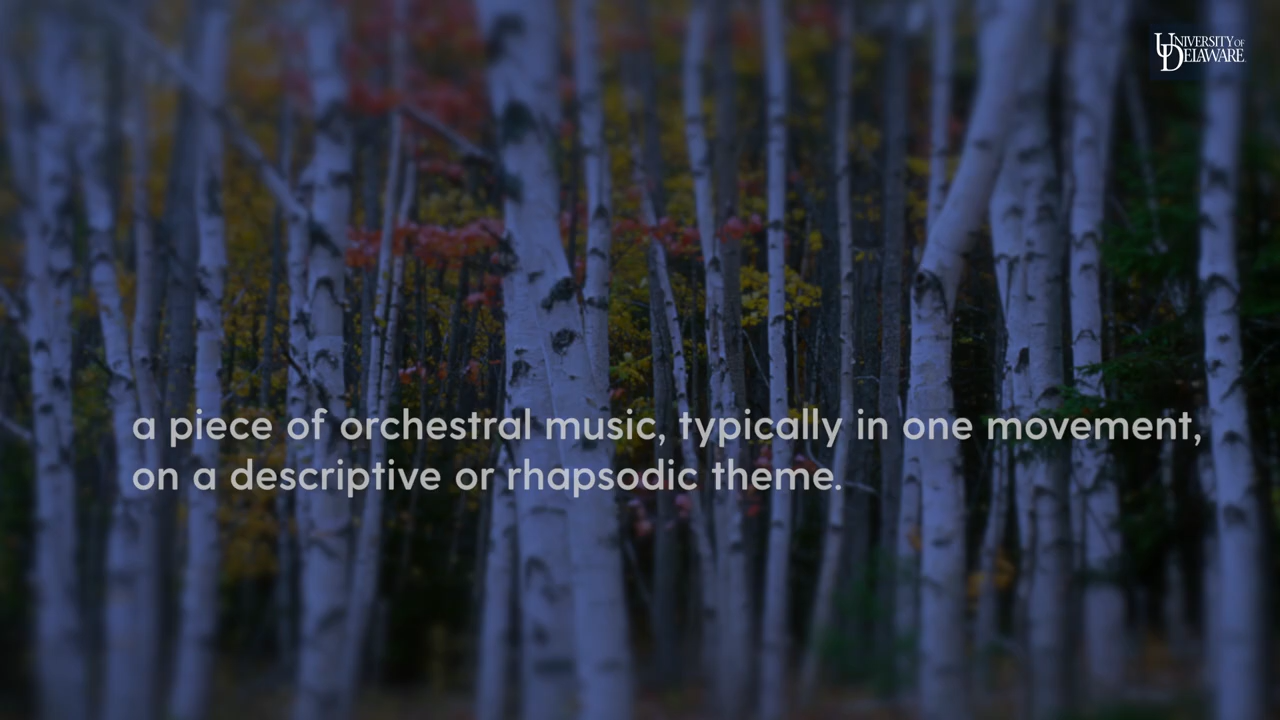 UNIVERSITY OF
DELAWARE
a piece of orchestral music, typically in one movement,
on a descriptive or rhapsodic theme.